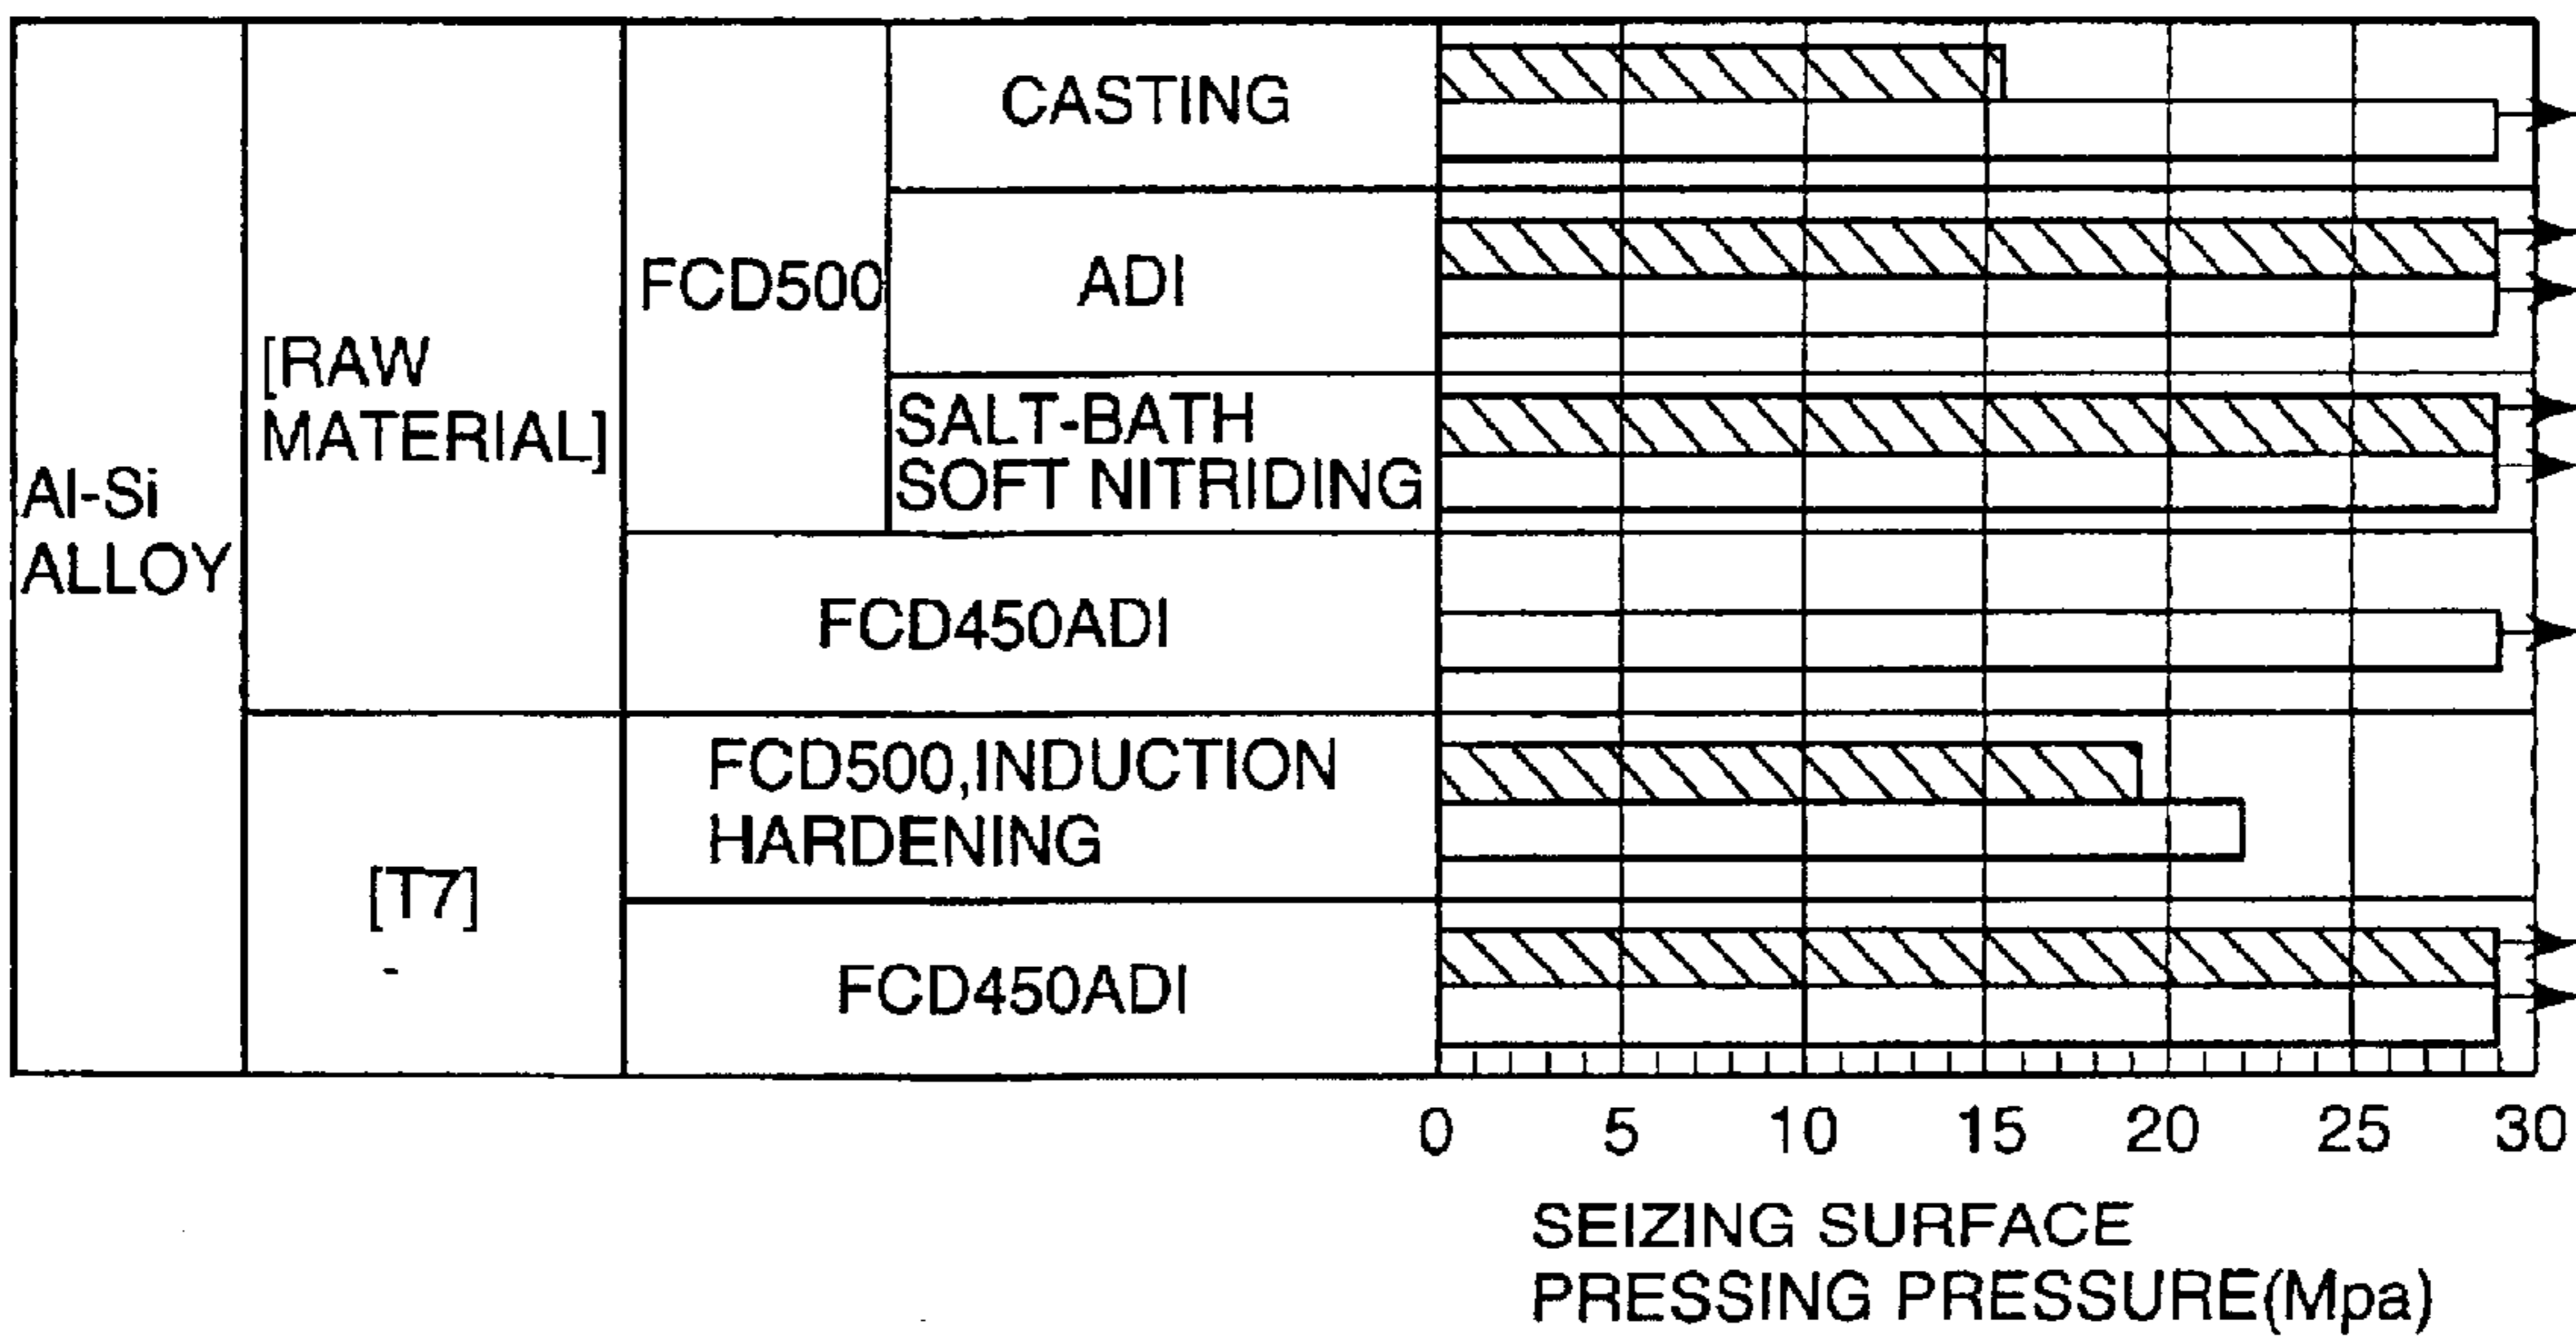 Al-Si
ALLOY
[RAW
MATERIAL]
FCD500
CASTING
ADI
SALT-BATH
SOFT NITRIDING
FCD450ADI
[T7]
FCD500,INDUCTION
HARDENING
FCD450ADI
0 5 10 15 20 25 30
SEIZING SURFACE
PRESSING PRESSURE(Mpa)